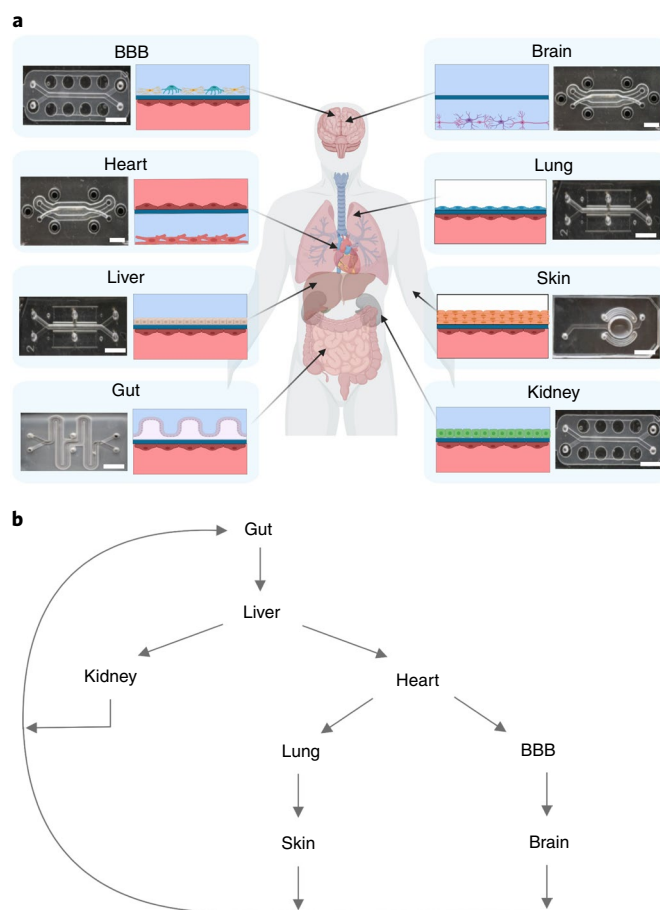 a
BBB
Brain
Heart
Lung
Liver
Skin
Gut
Kidney
b
Gut
Liver
Kidney
Heart
Lung
BBB
Skin
Brain